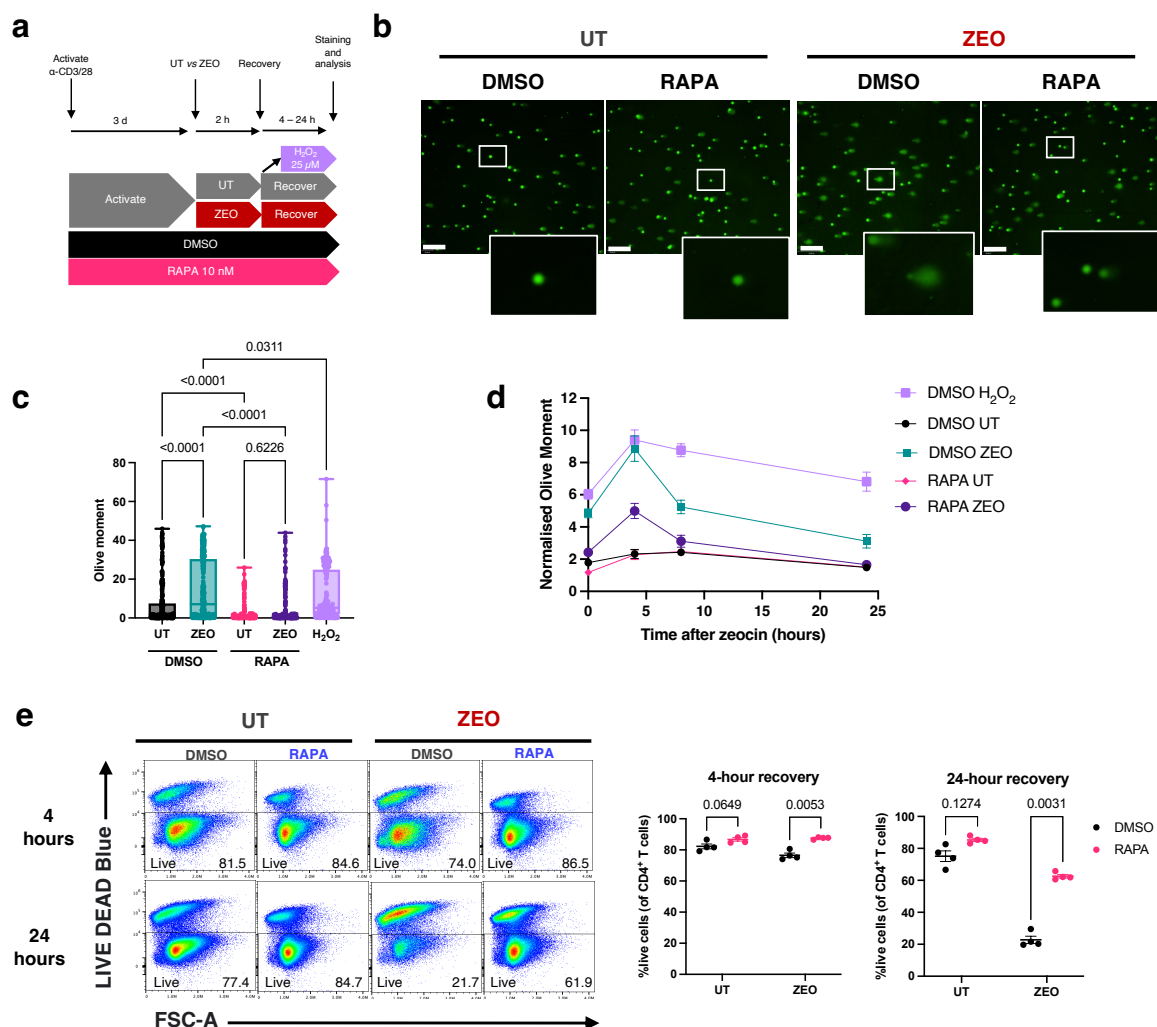 a
Activate
α-CD3/28
UT vs ZEO
Recovery
Staining
and
analysis
3 d
2 h
4 – 24 h
H₂O₂
25 µM
Activate
UT
Recover
ZEO
Recover
DMSO
RAPA 10 nM
b
UT
ZEO
DMSO
RAPA
DMSO
RAPA
c
0.0311
<0.0001
<0.0001
<0.0001
0.6226
Olive moment
80
60
40
20
0
UT
ZEO
UT
ZEO
H₂O₂
DMSO
RAPA
d
Normalised Olive Moment
12
10
8
6
4
2
0
0
5
10
15
20
25
Time after zeocin (hours)
DMSO H₂O₂
DMSO UT
DMSO ZEO
RAPA UT
RAPA ZEO
e
UT
ZEO
DMSO
RAPA
DMSO
RAPA
LIVE DEAD Blue
4
hours
Live 81.5
Live 84.6
Live 74.0
Live 86.5
24
hours
Live 77.4
Live 84.7
Live 21.7
Live 61.9
FSC-A
4-hour recovery
0.0649
0.0053
%live cells (of CD4⁺ T cells)
100
80
60
40
20
0
UT
ZEO
24-hour recovery
0.1274
0.0031
%live cells (of CD4⁺ T cells)
100
80
60
40
20
0
UT
ZEO
DMSO
RAPA